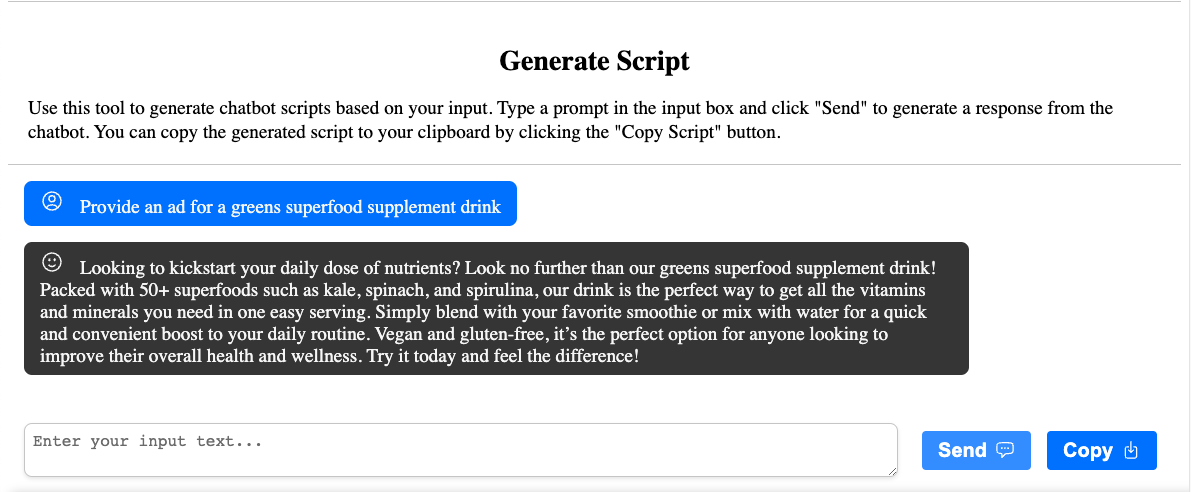 Generate Script
Use this tool to generate chatbot scripts based on your input. Type a prompt in the input box and click "Send" to generate a response from the
chatbot. You can copy the generated script to your clipboard by clicking the "Copy Script" button.
Provide an ad for a greens superfood supplement drink
Looking to kickstart your daily dose of nutrients? Look no further than our greens superfood supplement drink!
Packed with 50+ superfoods such as kale, spinach, and spirulina, our drink is the perfect way to get all the vitamins
and minerals you need in one easy serving. Simply blend with your favorite smoothie or mix with water for a quick
and convenient boost to your daily routine. Vegan and gluten-free, it’s the perfect option for anyone looking to
improve their overall health and wellness. Try it today and feel the difference!
Enter your input text...
Send
Copy